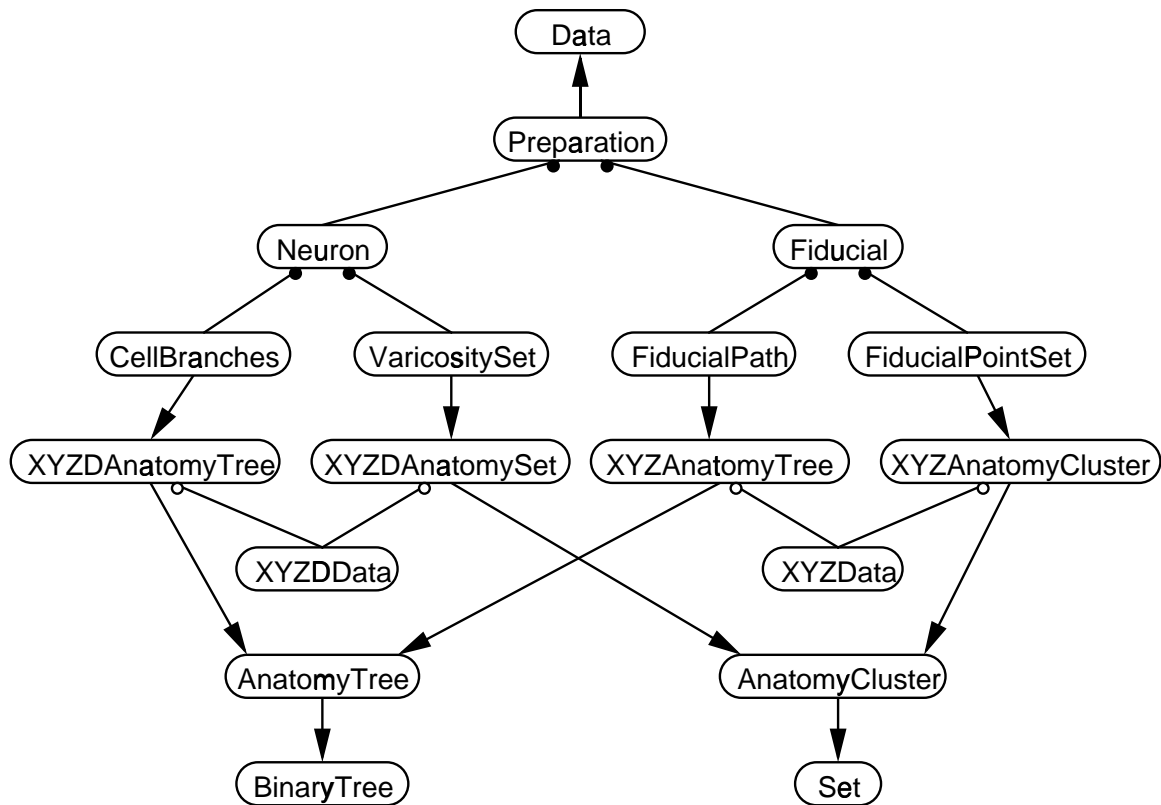 Data
Preparation
Neuron
Fiducial
CellBranches
VaricositySet
FiducialPath
FiducialPointSet
XYZDAnatomyTree
XYZDAnatomySet
XYZAnatomyTree
XYZAnatomyCluster
XYZDData
XYZData
AnatomyTree
AnatomyCluster
BinaryTree
Set